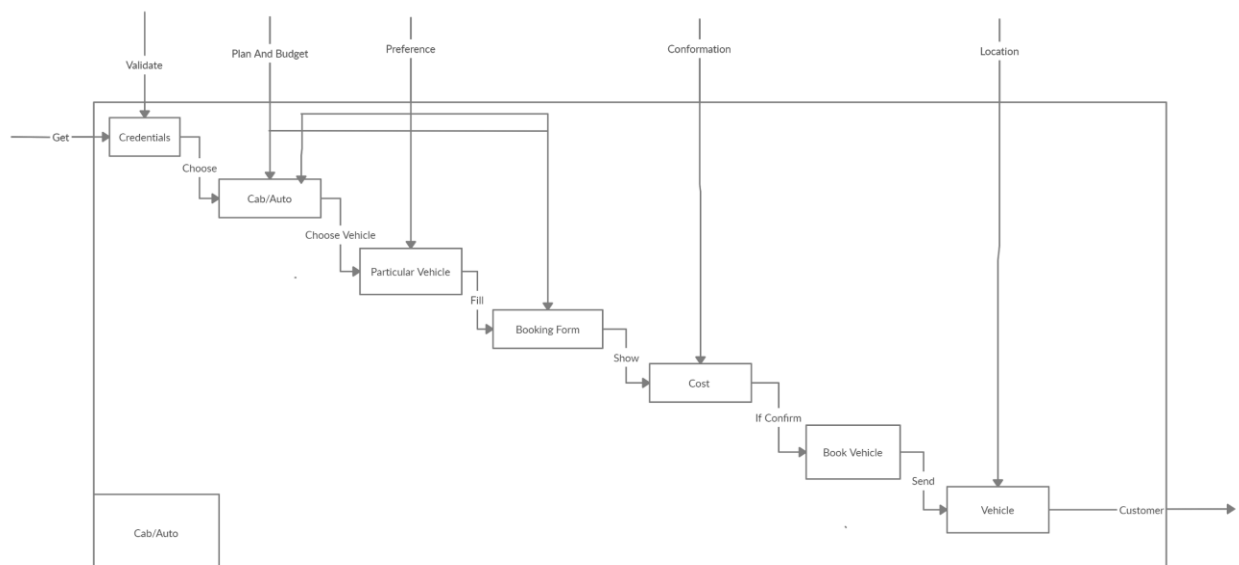 Plan And Budget
Preference
Conformation
Location
Validate
Get
Credentials
Choose
Cab/Auto
Choose Vehicle
Particular Vehicle
Fill
Booking Form
Show
Cost
If Confirm
Book Vehicle
Send
Vehicle
Customer
Cab/Auto